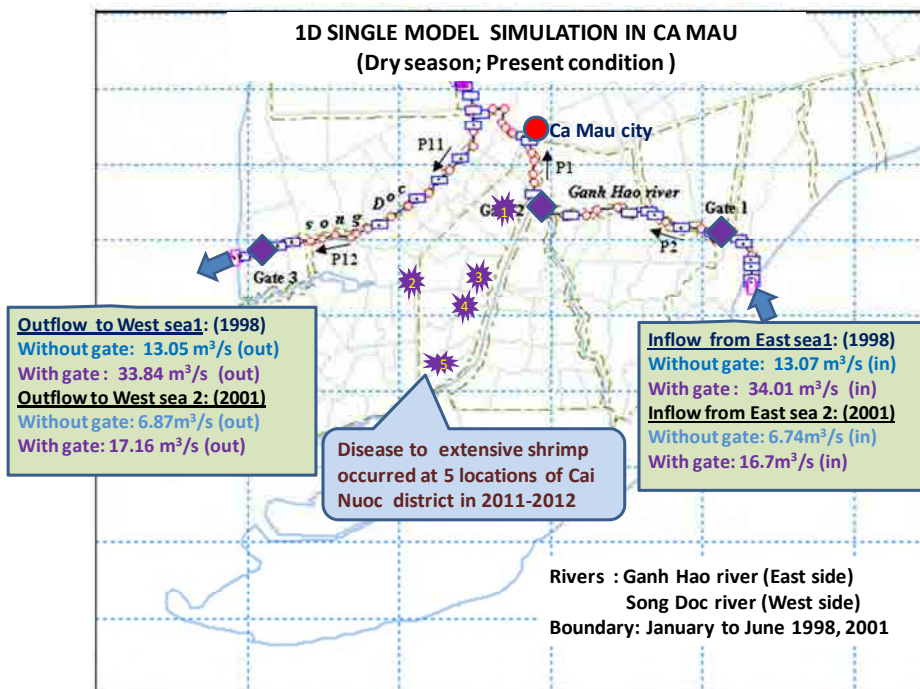 1D SINGLE MODEL SIMULATION IN CA MAU
(Dry season; Present condition )
Ca Mau city
P11
P1
Song Doc
Ganh Hao river
1
Gate 1
P2
P12
Gate 3
2
3
4
5
Outflow to West sea1: (1998)
Without gate: 13.05 m³/s (out)
With gate : 33.84 m³/s (out)
Outflow to West sea 2: (2001)
Without gate: 6.87m³/s (out)
With gate: 17.16 m³/s (out)
Inflow from East sea1: (1998)
Without gate: 13.07 m³/s (in)
With gate : 34.01 m³/s (in)
Inflow from East sea 2: (2001)
Without gate: 6.74m³/s (in)
With gate: 16.7m³/s (in)
Disease to extensive shrimp
occurred at 5 locations of Cai
Nuoc district in 2011-2012
Rivers : Ganh Hao river (East side)
Song Doc river (West side)
Boundary: January to June 1998, 2001